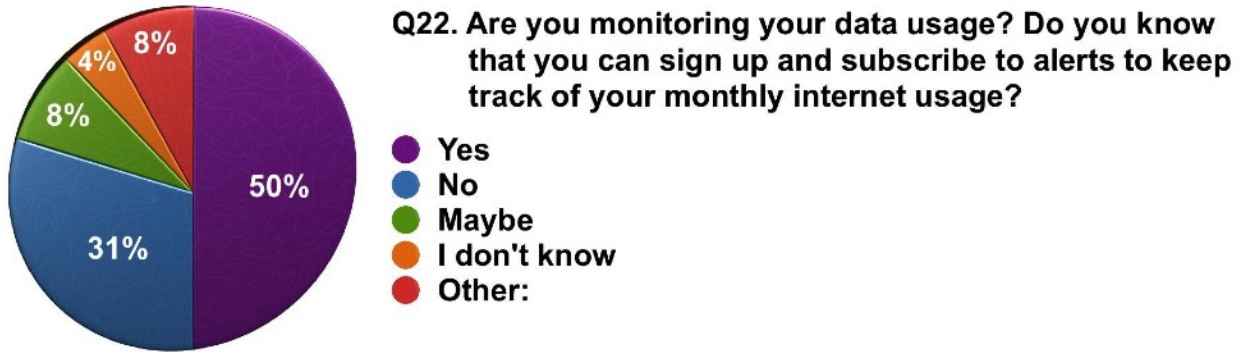 Q22. Are you monitoring your data usage? Do you know
that you can sign up and subscribe to alerts to keep
track of your monthly internet usage?
Yes
No
Maybe
I don't know
Other:
8%
4%
8%
50%
31%